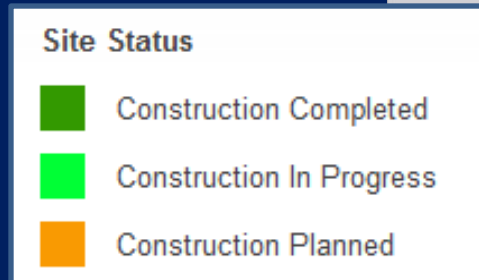 Site Status
Construction Completed
Construction In Progress
Construction Planned